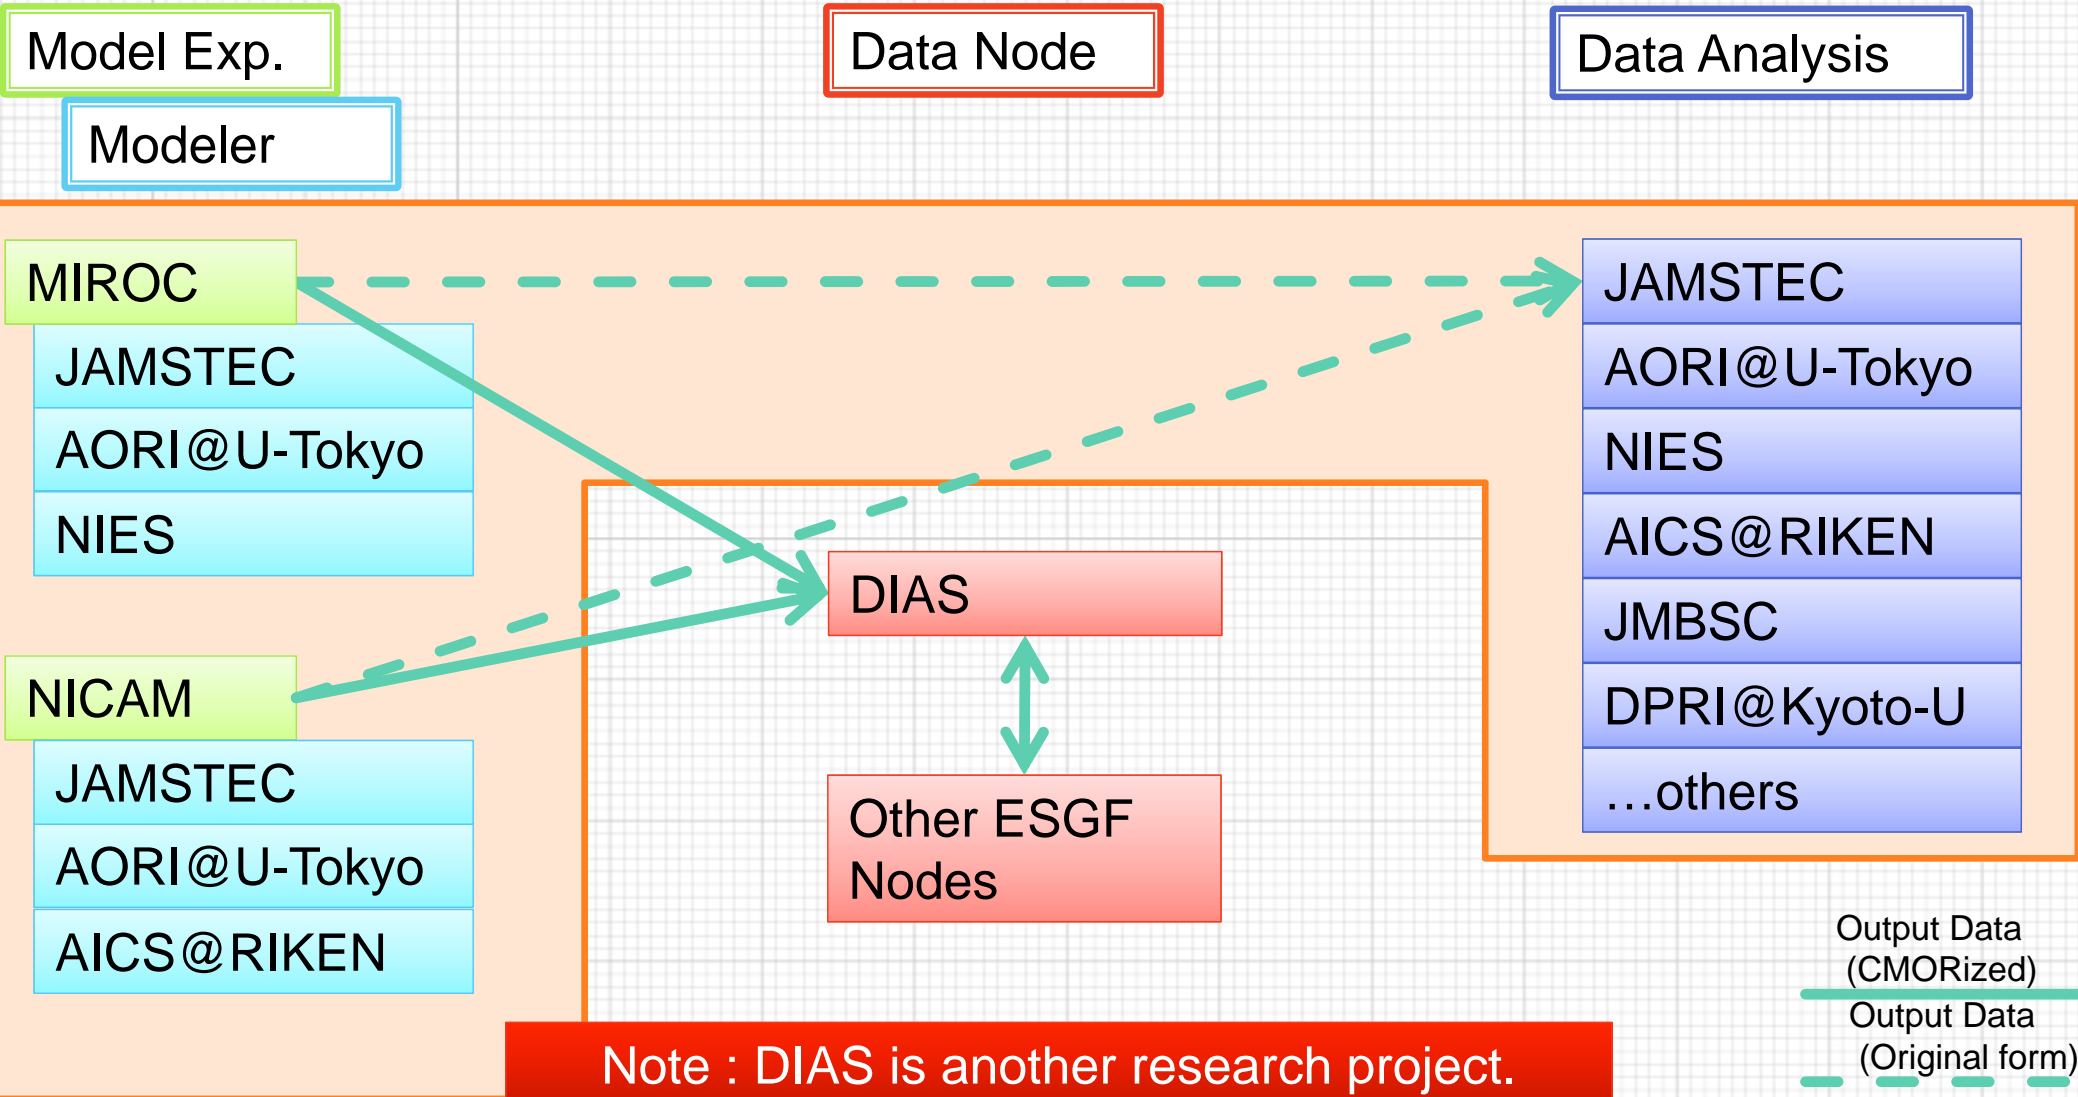 Model Exp.
Data Node
Data Analysis
Modeler
MIROC
JAMSTEC
AORI@U-Tokyo
NIES
NICAM
JAMSTEC
AORI@U-Tokyo
AICS@RIKEN
DIAS
Other ESGF
Nodes
JAMSTEC
AORI@U-Tokyo
NIES
AICS@RIKEN
JMBSC
DPRI@Kyoto-U
…others
Output Data
(CMORized)
Output Data
(Original form)
Note : DIAS is another research project.